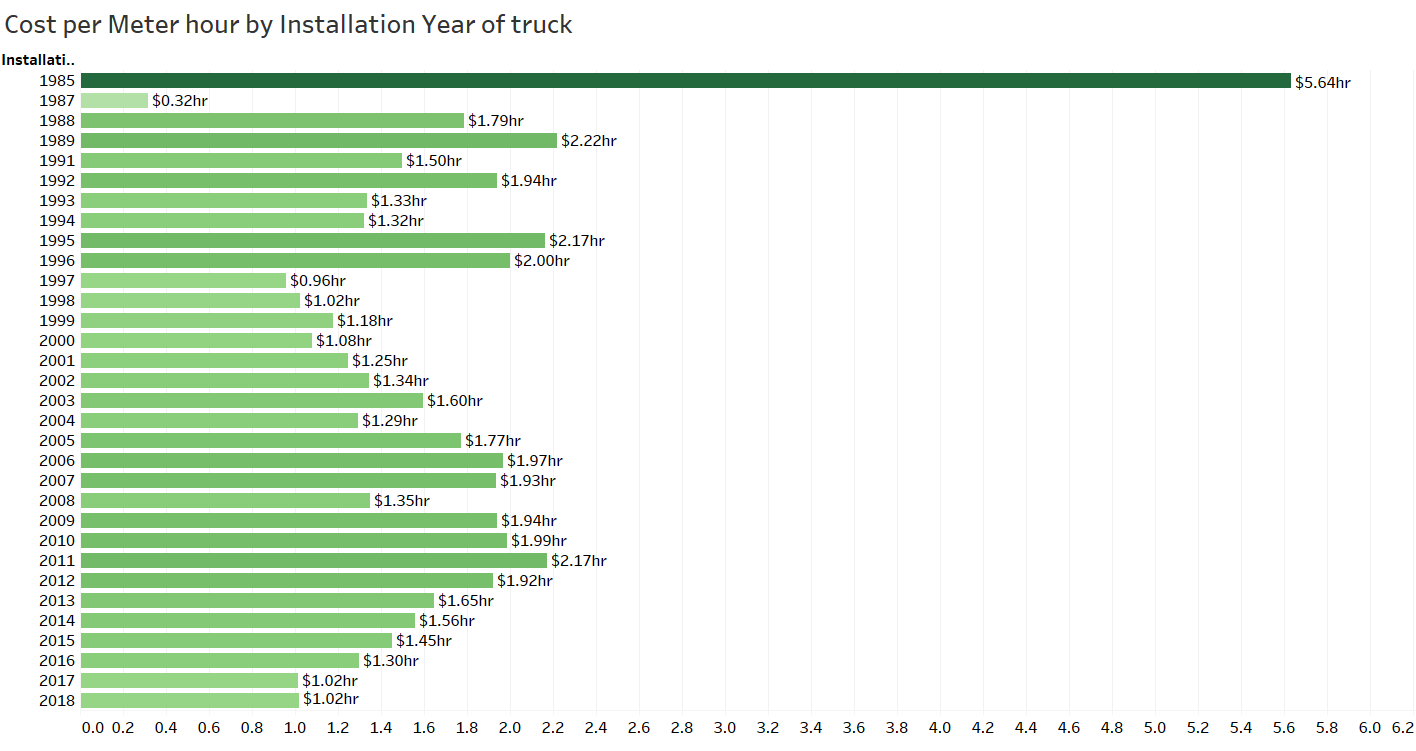 Cost per Meter hour by Installation Year of truck
Installati..
1985 $5.64hr
1987 $0.32hr
1988 $1.79hr
1989 $2.22hr
1991 $1.50hr
1992 $1.94hr
1993 $1.33hr
1994 $1.32hr
1995 $2.17hr
1996 $2.00hr
1997 $0.96hr
1998 $1.02hr
1999 $1.18hr
2000 $1.08hr
2001 $1.25hr
2002 $1.34hr
2003 $1.60hr
2004 $1.29hr
2005 $1.77hr
2006 $1.97hr
2007 $1.93hr
2008 $1.35hr
2009 $1.94hr
2010 $1.99hr
2011 $2.17hr
2012 $1.92hr
2013 $1.65hr
2014 $1.56hr
2015 $1.45hr
2016 $1.30hr
2017 $1.02hr
2018 $1.02hr
0.0 0.2 0.4 0.6 0.8 1.0 1.2 1.4 1.6 1.8 2.0 2.2 2.4 2.6 2.8 3.0 3.2 3.4 3.6 3.8 4.0 4.2 4.4 4.6 4.8 5.0 5.2 5.4 5.6 5.8 6.0 6.2